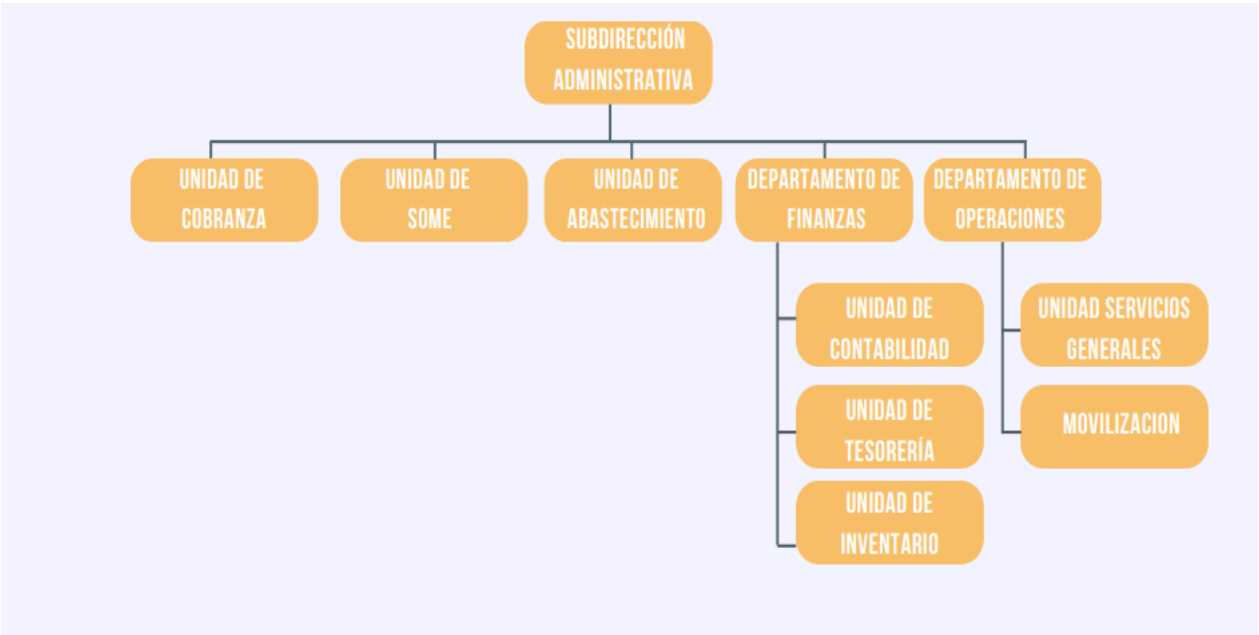 SUBDIRECCIÓN
ADMINISTRATIVA
UNIDAD DE
COBRANZA
UNIDAD DE
SOME
UNIDAD DE
ABASTECIMIENTO
DEPARTAMENTO DE
FINANZAS
DEPARTAMENTO DE
OPERACIONES
UNIDAD DE
CONTABILIDAD
UNIDAD DE
TESORERÍA
UNIDAD DE
INVENTARIO
UNIDAD SERVICIOS
GENERALES
MOVILIZACION